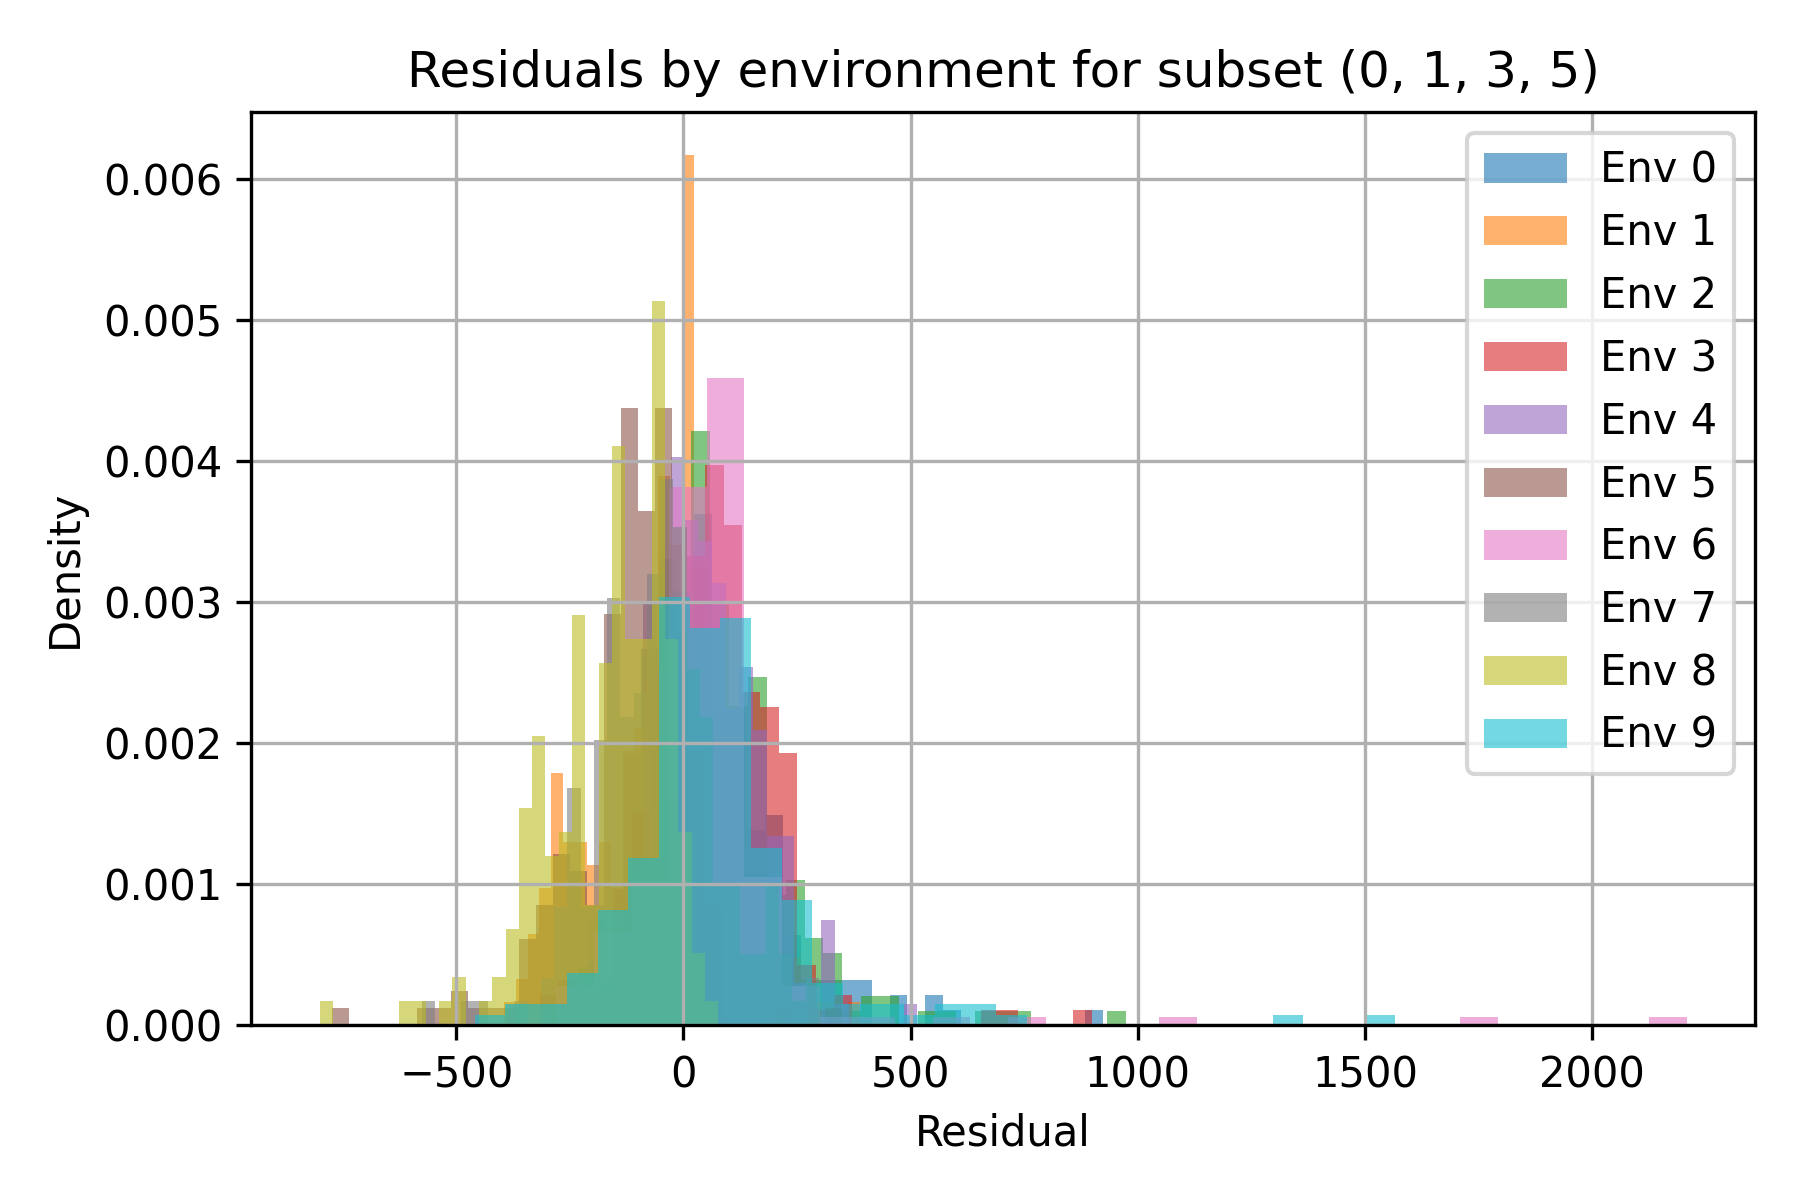 Residuals by environment for subset (0, 1, 3, 5)
Density
0.006
0.005
0.004
0.003
0.002
0.001
0.000
−500
0
500
1000
1500
2000
Residual
Env 0
Env 1
Env 2
Env 3
Env 4
Env 5
Env 6
Env 7
Env 8
Env 9